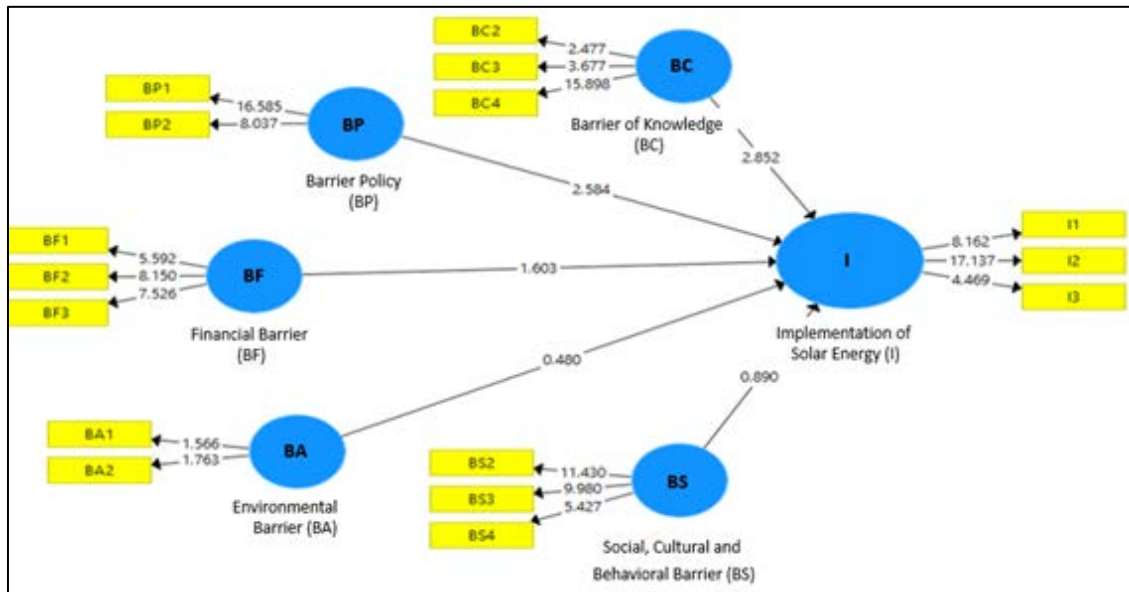 BC2
BC3
BC4
2.477
3.677
15.898
BC
Barrier of Knowledge
(BC)
2.852
BP1
BP2
16.585
8.037
BP
Barrier Policy
(BP)
2.584
BF1
BF2
BF3
5.592
8.150
7.526
BF
Financial Barrier
(BF)
1.603
I
Implementation of
Solar Energy (I)
8.162
17.137
4.469
I1
I2
I3
BA1
BA2
1.566
1.763
BA
Environmental
Barrier (BA)
0.480
BS2
BS3
BS4
11.430
9.980
5.427
BS
Social, Cultural and
Behavioral Barrier (BS)
0.890